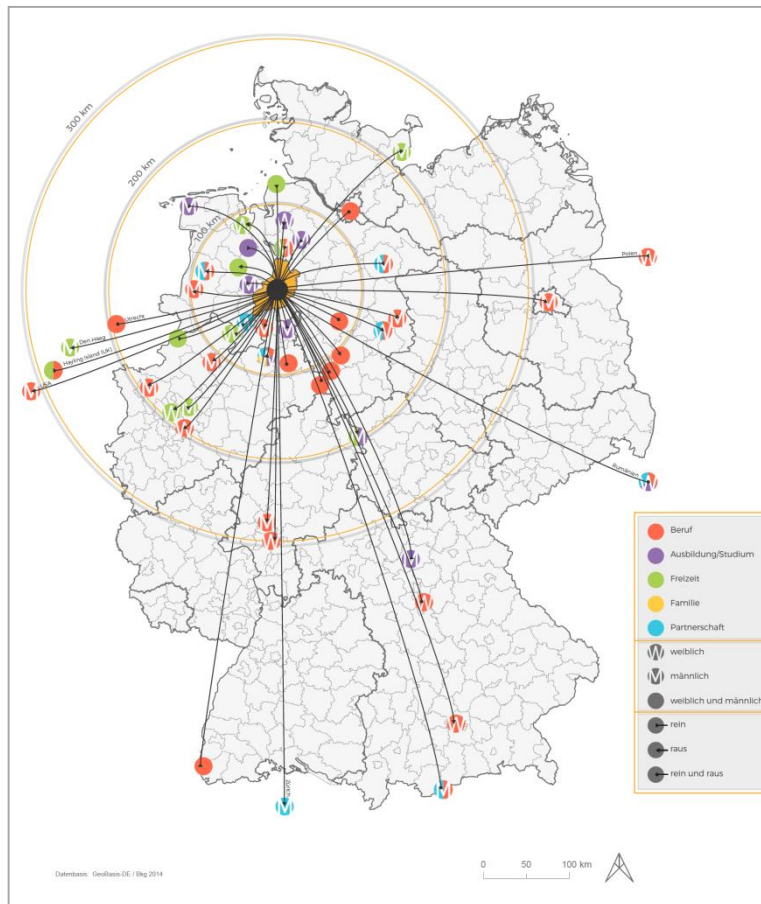 300 km
200 km
100 km
Polen
Utrecht
Den Haag
Hayling Island (UK)
USA
Rumänien
Zürich
Beruf
Ausbildung/Studium
Freizeit
Familie
Partnerschaft
W weiblich
M männlich
weiblich und männlich
rein
raus
rein und raus
Datenbasis: GeoBasis-DE / Bkg 2014
0 50 100 km